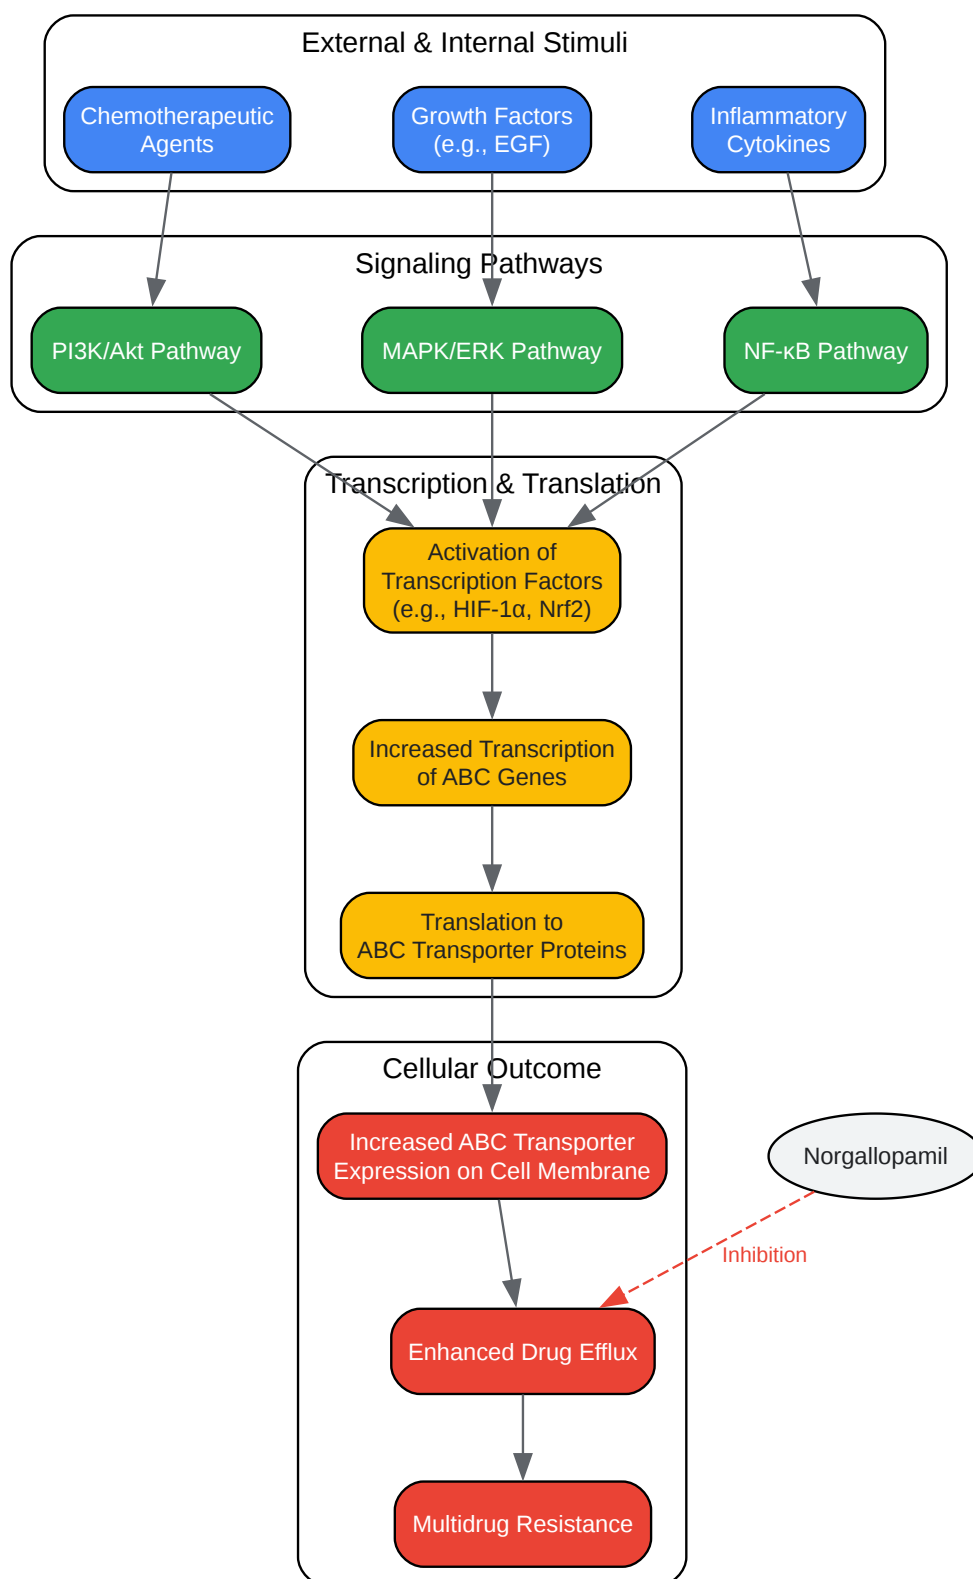 External & Internal Stimuli
Chemotherapeutic
Agents
Growth Factors
(e.g., EGF)
Inflammatory
Cytokines
Signaling Pathways
PI3K/Akt Pathway
MAPK/ERK Pathway
NF-κB Pathway
Transcription & Translation
Activation of
Transcription Factors
(e.g., HIF-1α, Nrf2)
Increased Transcription
of ABC Genes
Translation to
ABC Transporter Proteins
Cellular Outcome
Increased ABC Transporter
Expression on Cell Membrane
Norgallopamil
Inhibition
Enhanced Drug Efflux
Multidrug Resistance